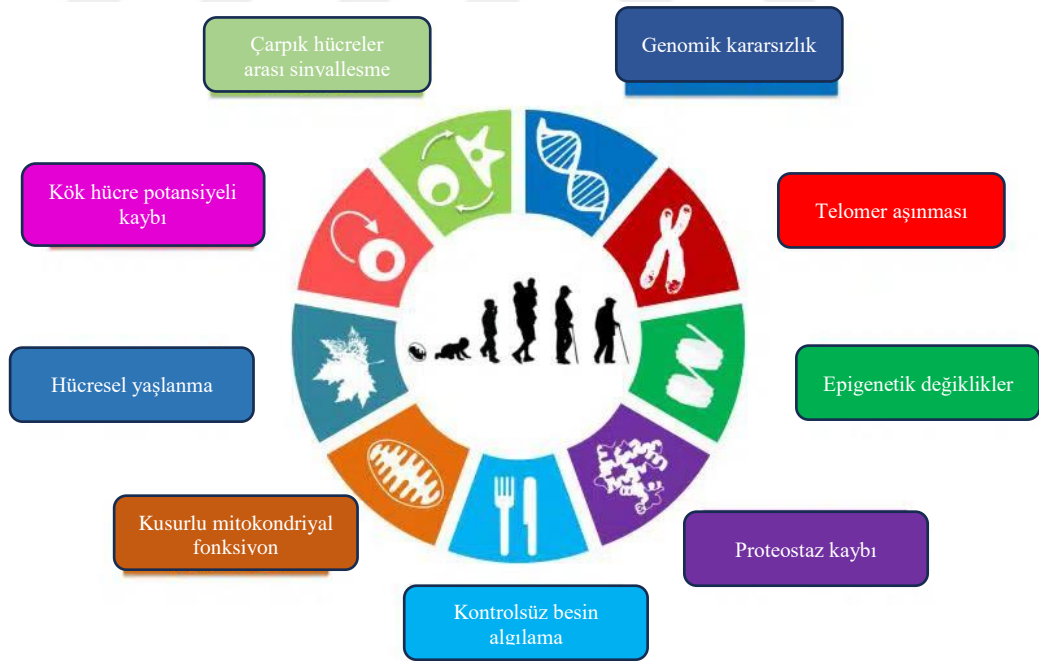 Çarpık hücreler
arası sinvallesme
Genomik kararsızlık
Kök hücre potansiyeli
kaybı
Telomer aşınması
Hücresel yaşlanma
Epigenetik değiklikler
Kusurlu mitokondriyal
fonksiyon
Proteostaz kaybı
Kontrolsüz besin
algılama